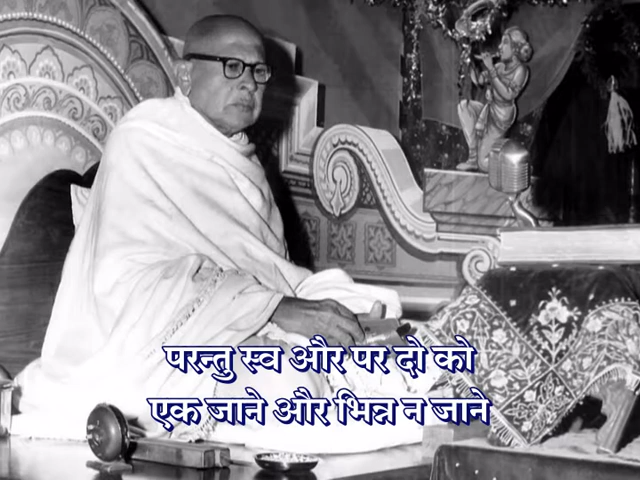 परन्तु स्व और पर दो को
एक जाने और भिन्न न जाने